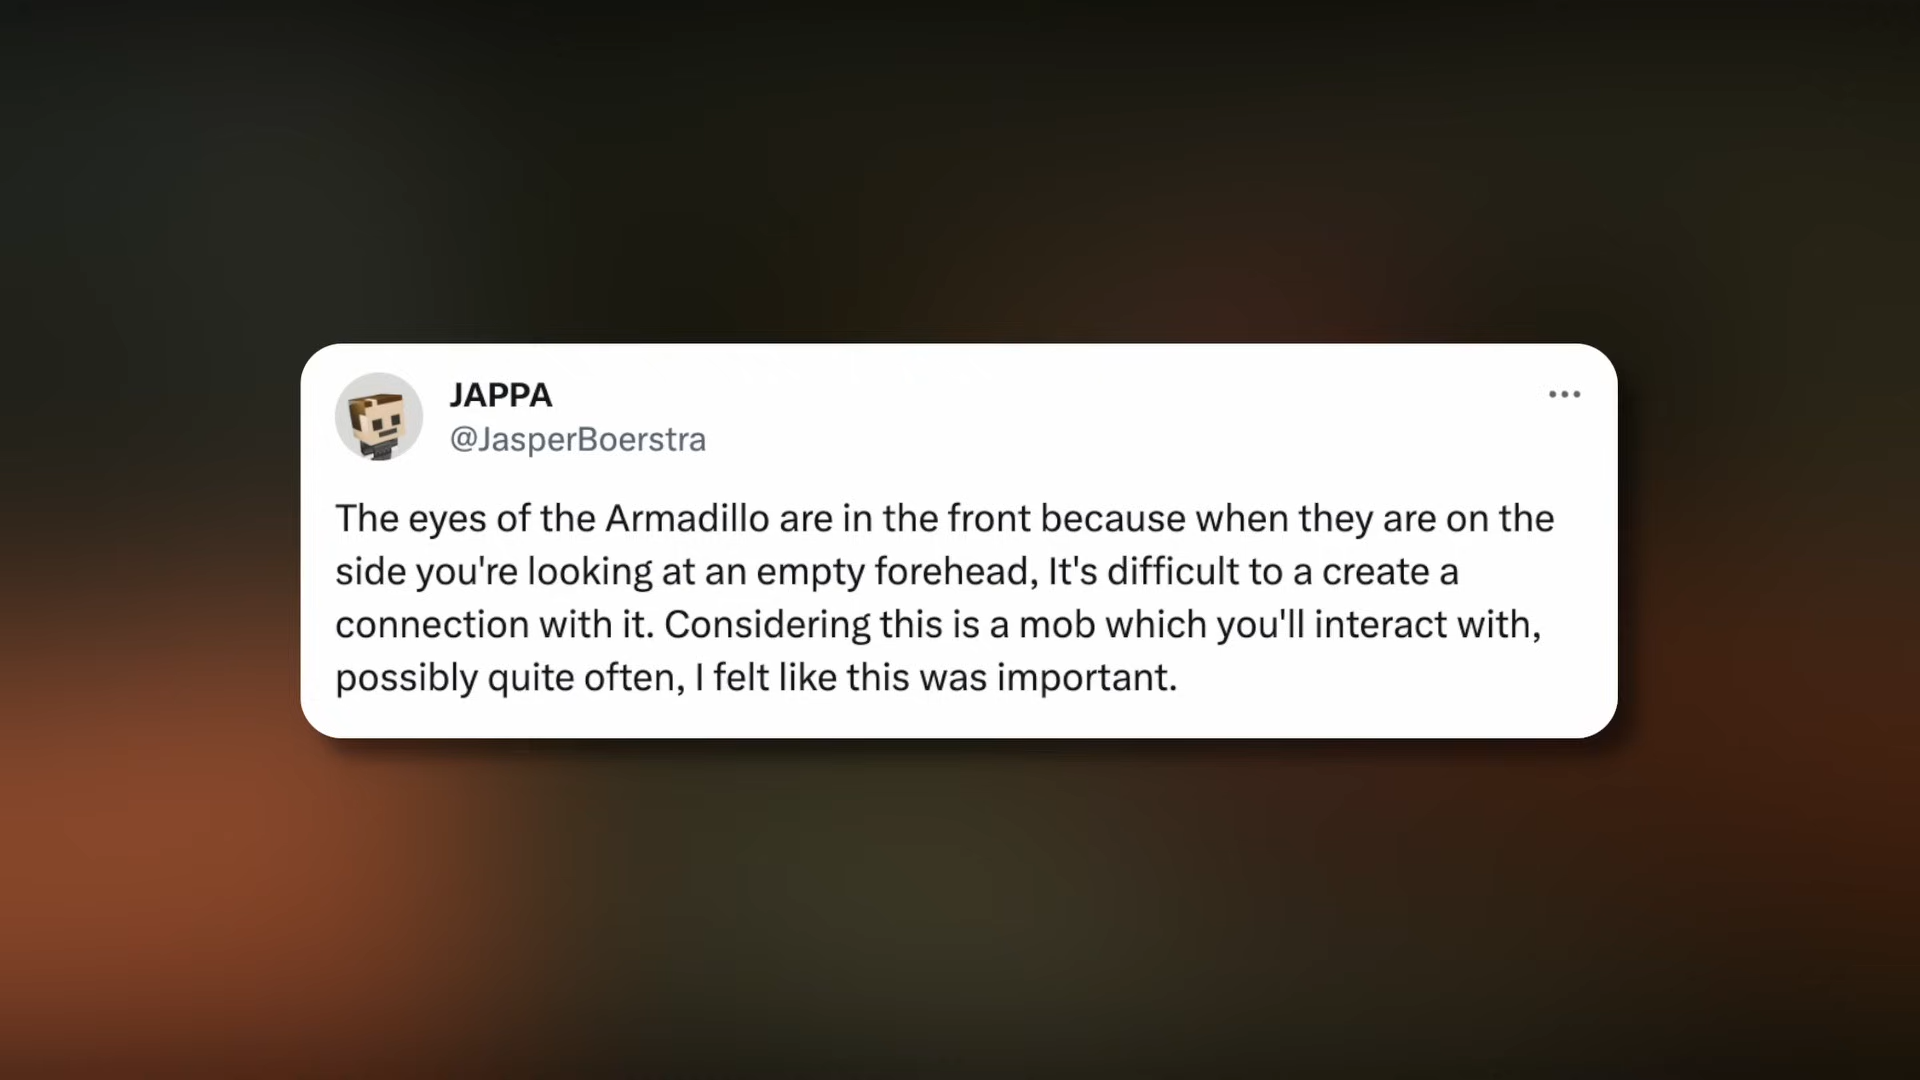 JAPPA
@JasperBoerstra
The eyes of the Armadillo are in the front because when they are on the
side you're looking at an empty forehead, It's difficult to a create a
connection with it. Considering this is a mob which you'll interact with,
possibly quite often, I felt like this was important.